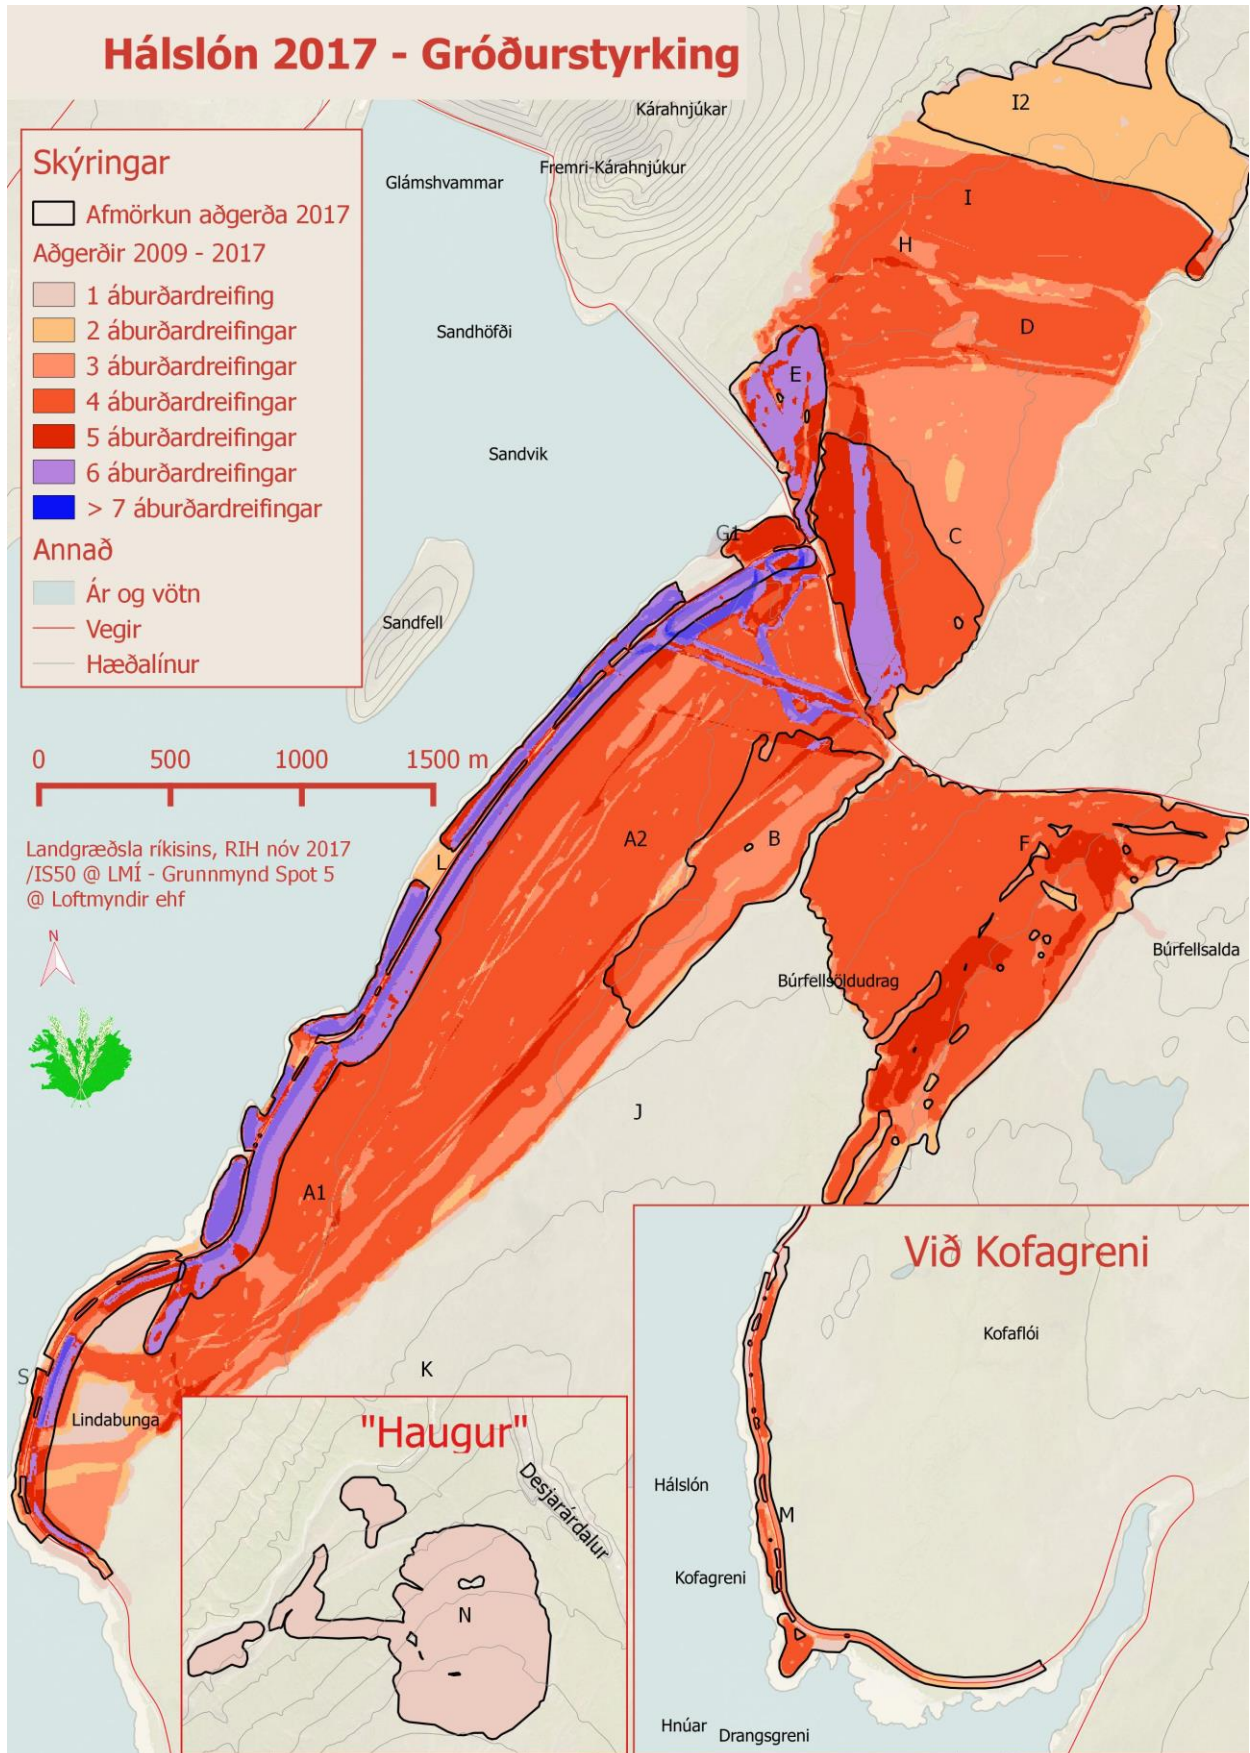 Hálslón 2017 - Gróðurstyrking
Skýringar
Afmörkun aðgerða 2017
Aðgerðir 2009 - 2017
1 áburðardreifing
2 áburðardreifingar
3 áburðardreifingar
4 áburðardreifingar
5 áburðardreifingar
6 áburðardreifingar
> 7 áburðardreifingar
Annað
Ár og vötn
Vegir
Hæðalínur
0 500 1000 1500 m
Landgræðsla ríkisins, RIH nóv 2017
/IS50 @ LMÍ - Grunnmynd Spot 5
@ Loftmyndir ehf
N
Kárahnjúkar
Fremri-Kárahnjúkur
Glámshvammar
Sandhöfði
Sandvik
Sandfell
I2
I
H
D
E
C
G1
A2
B
L
F
Búrfellsalda
Búrfellsöldudrag
J
A1
K
S
Lindabunga
"Haugur"
Desjarárdalur
N
Við Kofagreni
Kofaflói
Hálslón
M
Kofagreni
Hnúar
Drangsgreni